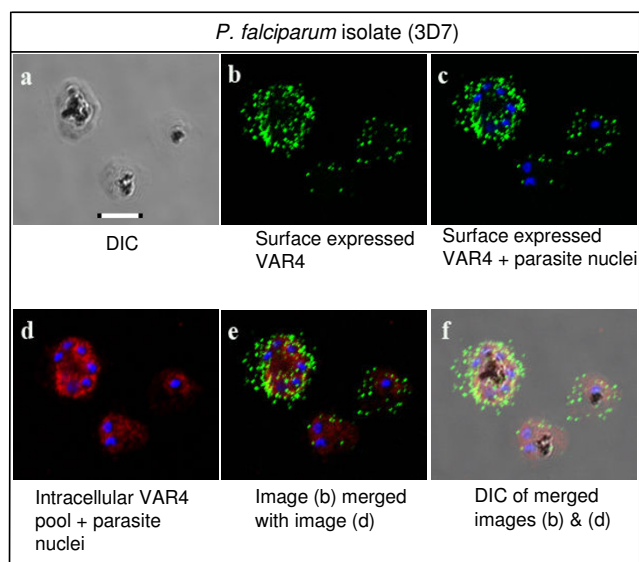 P. falciparum isolate (3D7)
a
b
c
DIC
Surface expressed
VAR4
Surface expressed
VAR4 + parasite nuclei
d
e
f
Intracellular VAR4
pool + parasite
nuclei
Image (b) merged
with image (d)
DIC of merged
images (b) & (d)